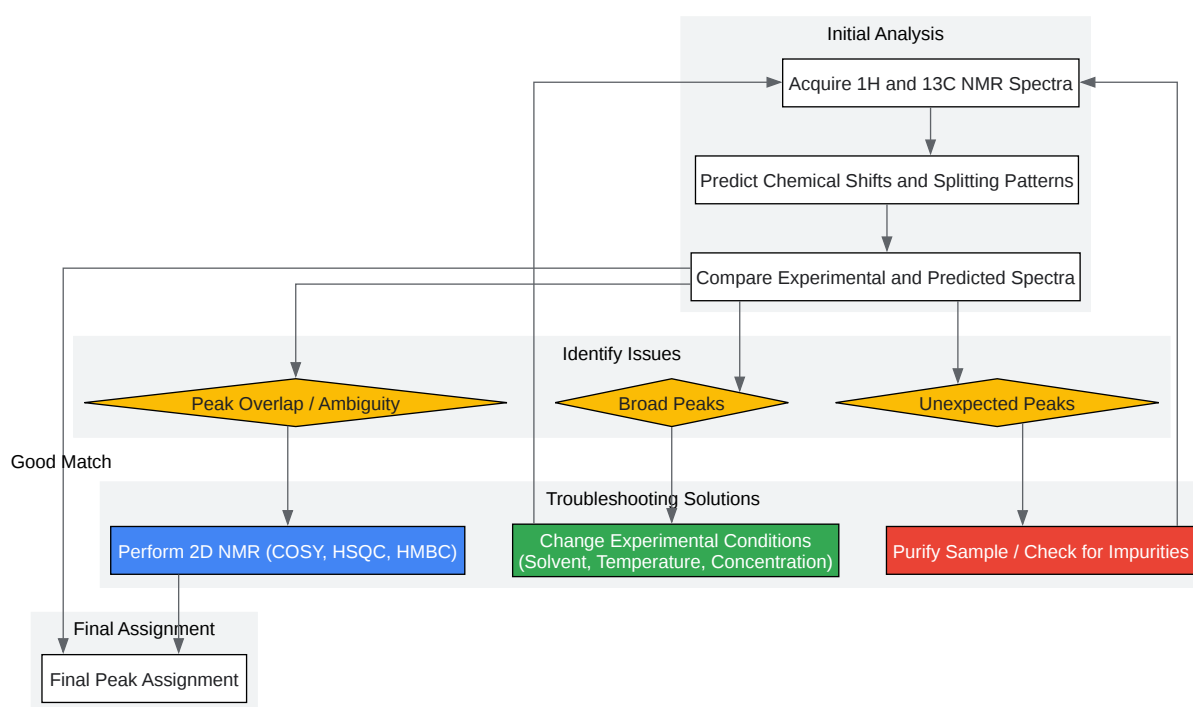 Initial Analysis
Acquire 1H and 13C NMR Spectra
Predict Chemical Shifts and Splitting Patterns
Compare Experimental and Predicted Spectra
Identify Issues
Peak Overlap / Ambiguity
Broad Peaks
Unexpected Peaks
Good Match
Troubleshooting Solutions
Perform 2D NMR (COSY, HSQC, HMBC)
Change Experimental Conditions
(Solvent, Temperature, Concentration)
Purify Sample / Check for Impurities
Final Assignment
Final Peak Assignment